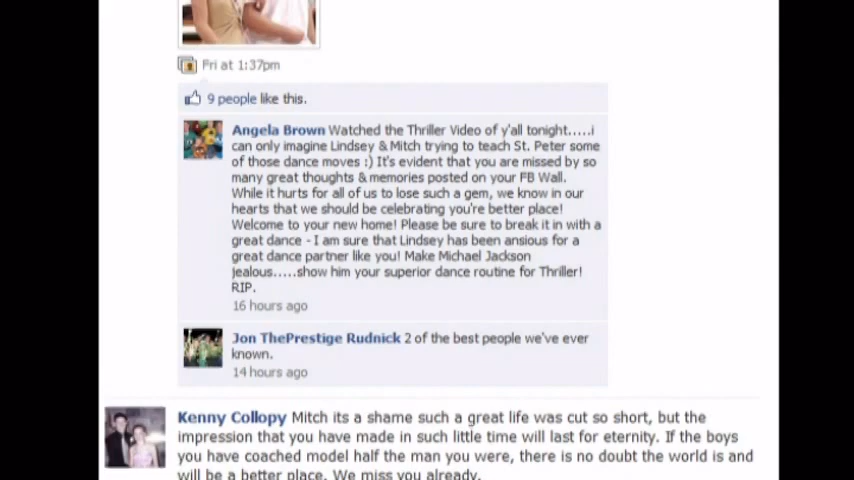 Fri at 1:37pm
9 people like this.
Angela Brown Watched the Thriller Video of y'all tonight.....i
can only imagine Lindsey & Mitch trying to teach St. Peter some
of those dance moves :) It's evident that you are missed by so
many great thoughts & memories posted on your FB Wall.
While it hurts for all of us to lose such a gem, we know in our
hearts that we should be celebrating you're better place!
Welcome to your new home! Please be sure to break it in with a
great dance - I am sure that Lindsey has been ansious for a
great dance partner like you! Make Michael Jackson
jealous.....show him your superior dance routine for Thriller!
RIP.
16 hours ago
Jon ThePrestige Rudnick 2 of the best people we've ever
known.
14 hours ago
Kenny Collopy Mitch its a shame such a great life was cut so short, but the
impression that you have made in such little time will last for eternity. If the boys
you have coached model half the man you were, there is no doubt the world is and
will be a better place. We miss you already.